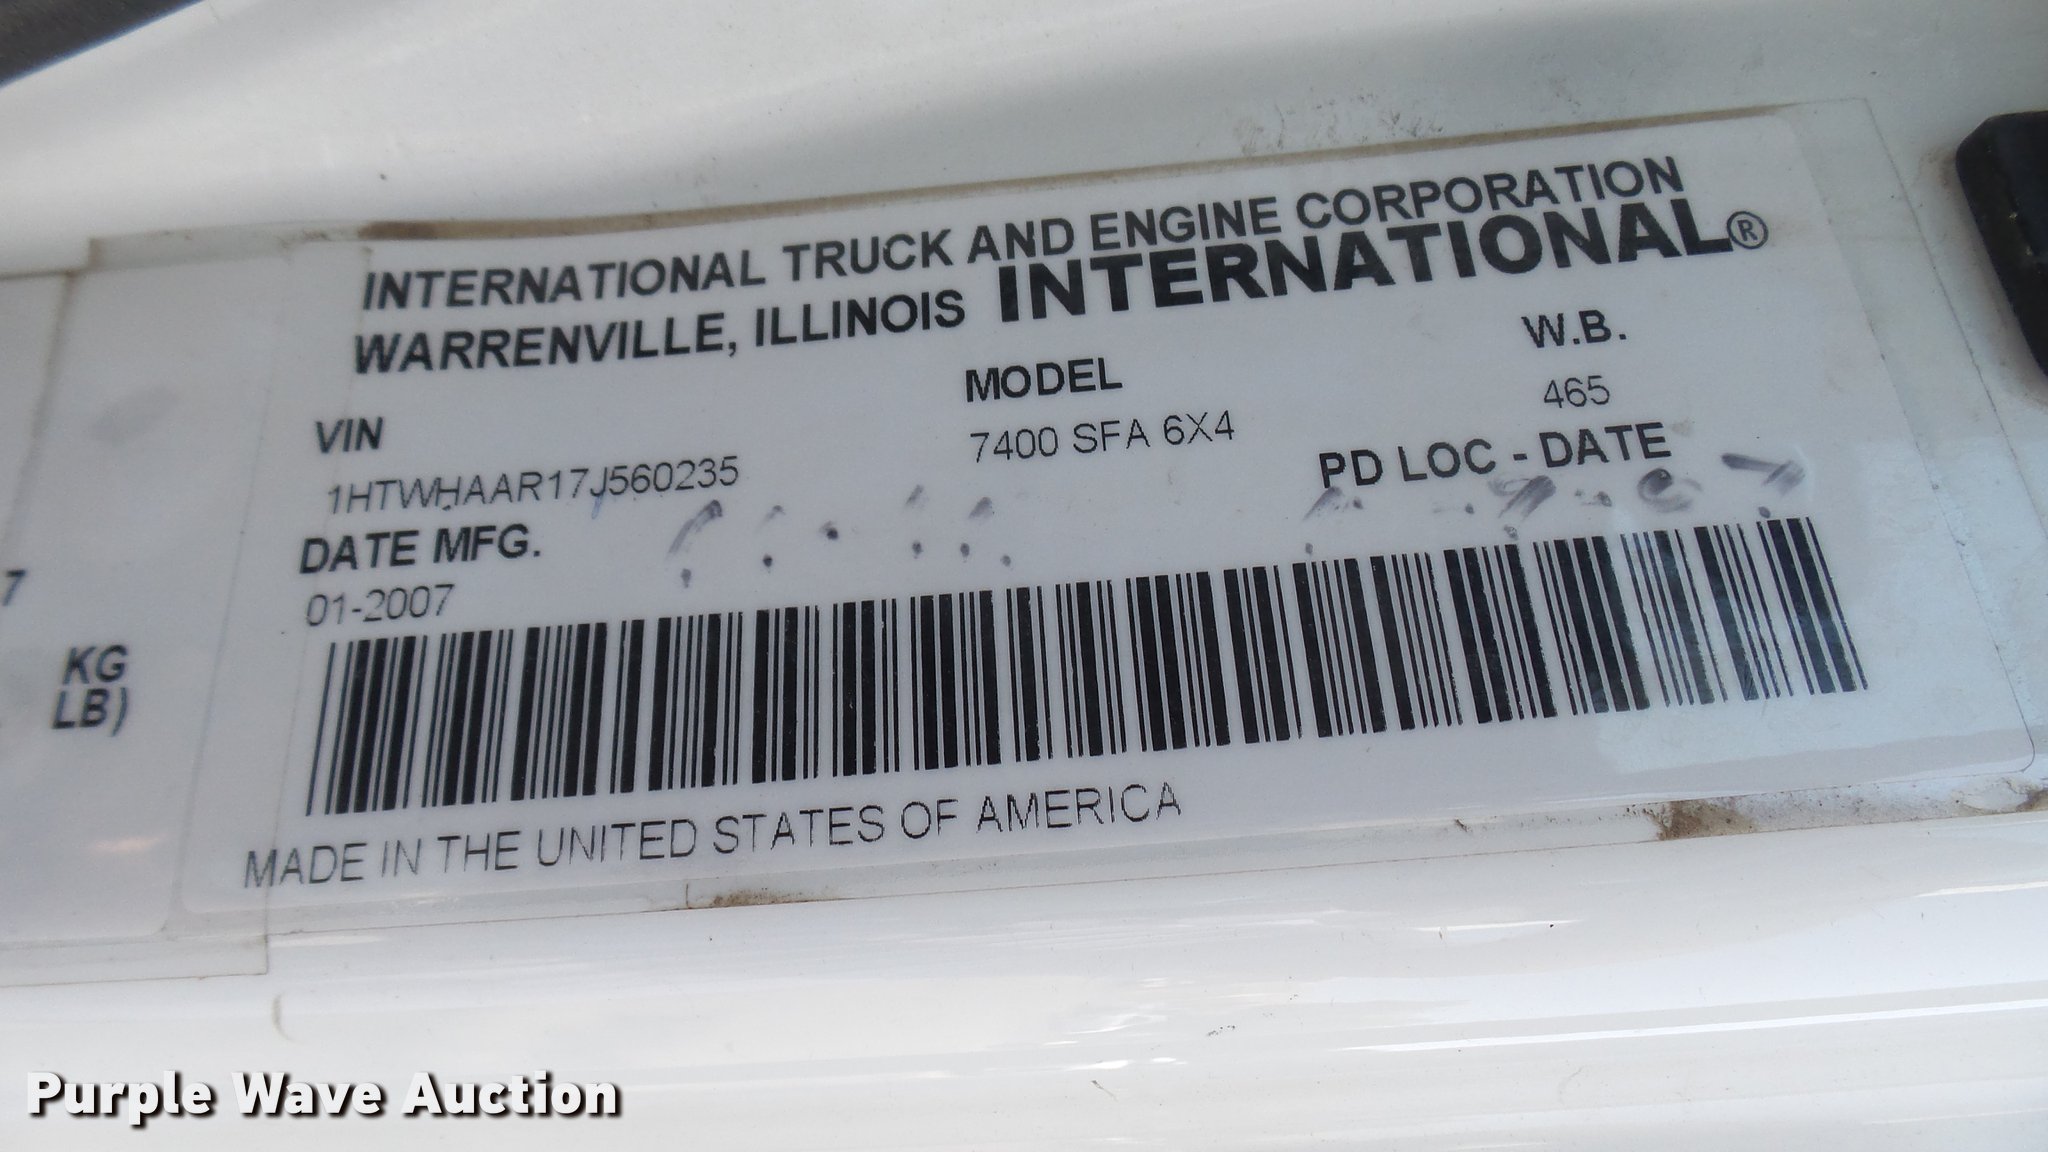 INTERNATIONAL TRUCK AND ENGINE CORPORATION
WARRENVILLE, ILLINOIS INTERNATIONAL®
VIN MODEL W.B.
1HTWHAAR17J560235 7400 SFA 6X4 465
DATE MFG. PD LOC - DATE
01-2007
MADE IN THE UNITED STATES OF AMERICA
7
KG
LB)
Purple Wave Auction